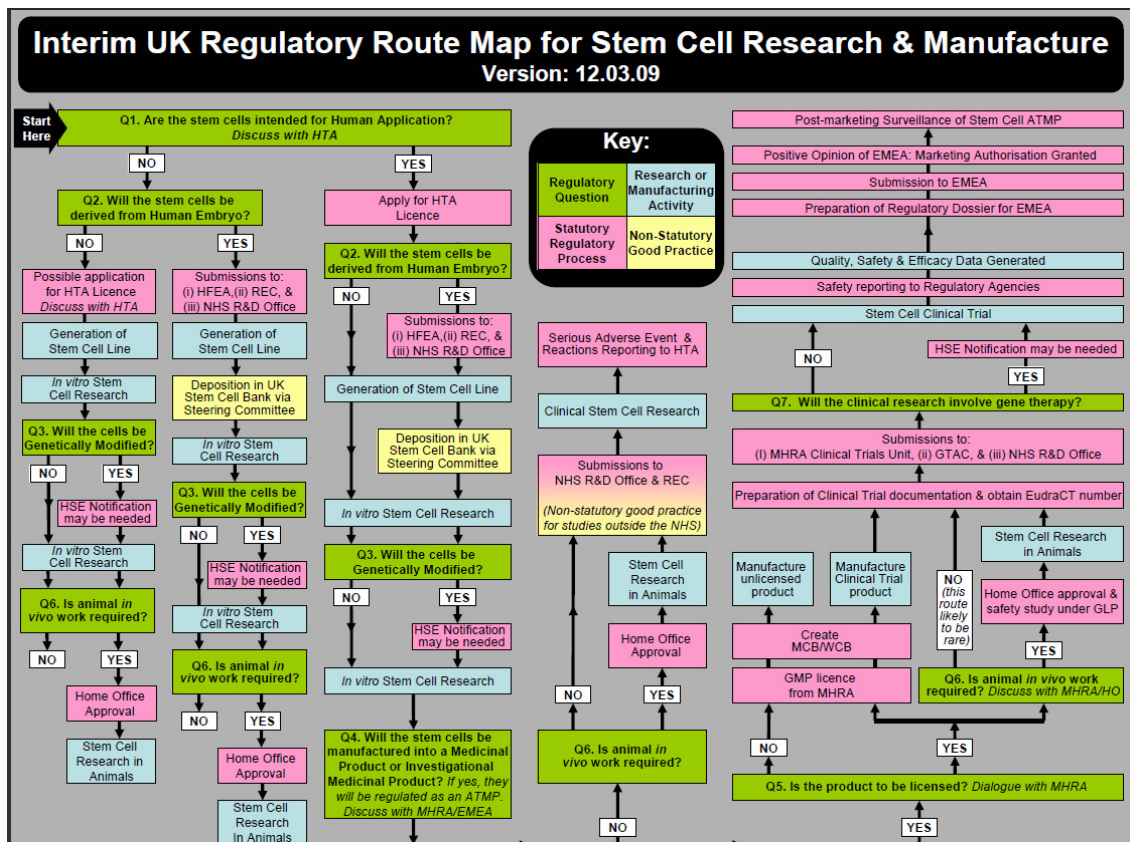 Interim UK Regulatory Route Map for Stem Cell Research & Manufacture
Version: 12.03.09
Start
Here
Q1. Are the stem cells intended for Human Application?
Discuss with HTA
NO
YES
Q2. Will the stem cells be
derived from Human Embryo?
NO
YES
Possible application
for HTA Licence
Discuss with HTA
Generation of
Stem Cell Line
In vitro Stem
Cell Research
Q3. Will the cells be
Genetically Modified?
NO
YES
HSE Notification
may be needed
In vitro Stem
Cell Research
Q6. Is animal in
vivo work required?
NO
YES
Home Office
Approval
Stem Cell
Research in
Animals
Submissions to:
(i) HFEA,(ii) REC, &
(iii) NHS R&D Office
Generation of
Stem Cell Line
Deposition in UK
Stem Cell Bank via
Steering Committee
In vitro Stem
Cell Research
Q3. Will the cells be
Genetically Modified?
NO
YES
HSE Notification
may be needed
In vitro Stem
Cell Research
Q6. Is animal in
vivo work required?
NO
YES
Home Office
Approval
Stem Cell
Research
In Animals
Apply for HTA
Licence
Q2. Will the stem cells be
derived from Human Embryo?
NO
YES
Submissions to:
(i) HFEA,(ii) REC, &
(iii) NHS R&D Office
Generation of Stem Cell Line
Deposition in UK
Stem Cell Bank via
Steering Committee
In vitro Stem Cell Research
Q3. Will the cells be
Genetically Modified?
NO
YES
HSE Notification
may be needed
In vitro Stem Cell Research
Q4. Will the stem cells be
manufactured into a Medicinal
Product or Investigational
Medicinal Product? If yes, they
will be regulated as an ATMP.
Discuss with MHRA/EMEA
Key:
Regulatory
Question
Research or
Manufacturing
Activity
Statutory
Regulatory
Process
Non-Statutory
Good Practice
Serious Adverse Event &
Reactions Reporting to HTA
Clinical Stem Cell Research
Submissions to
NHS R&D Office & REC
(Non-statutory good practice
for studies outside the NHS)
Stem Cell
Research
in Animals
Home Office
Approval
NO
YES
Q6. Is animal in
vivo work required?
NO
Post-marketing Surveillance of Stem Cell ATMP
Positive Opinion of EMEA: Marketing Authorisation Granted
Submission to EMEA
Preparation of Regulatory Dossier for EMEA
Quality, Safety & Efficacy Data Generated
Safety reporting to Regulatory Agencies
Stem Cell Clinical Trial
NO
HSE Notification may be needed
YES
Q7. Will the clinical research involve gene therapy?
Submissions to:
(I) MHRA Clinical Trials Unit, (ii) GTAC, & (iii) NHS R&D Office
Preparation of Clinical Trial documentation & obtain EudraCT number
Manufacture
unlicensed
product
Manufacture
Clinical Trial
product
NO
(this
route
likely to
be
rare)
Stem Cell Research
in Animals
Home Office approval &
safety study under GLP
YES
Create
MCB/WCB
GMP licence
from MHRA
Q6. Is animal in vivo work
required? Discuss with MHRA/HO
NO
YES
Q5. Is the product to be licensed? Dialogue with MHRA
YES